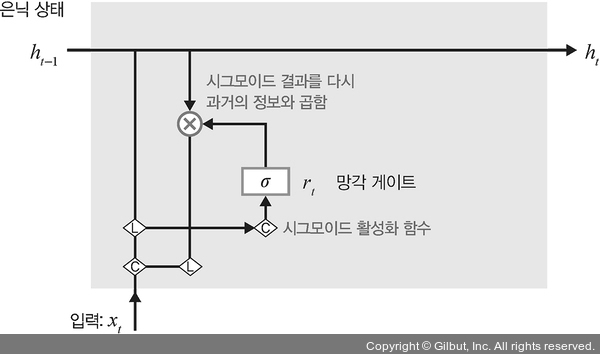 은닉 상태
h_{t-1}
h_t
시그모이드 결과를 다시
과거의 정보와 곱함
σ
r_t 망각 게이트
L
C
시그모이드 활성화 함수
C
L
입력: x_t
Copyright © Gilbut, Inc. All rights reserved.